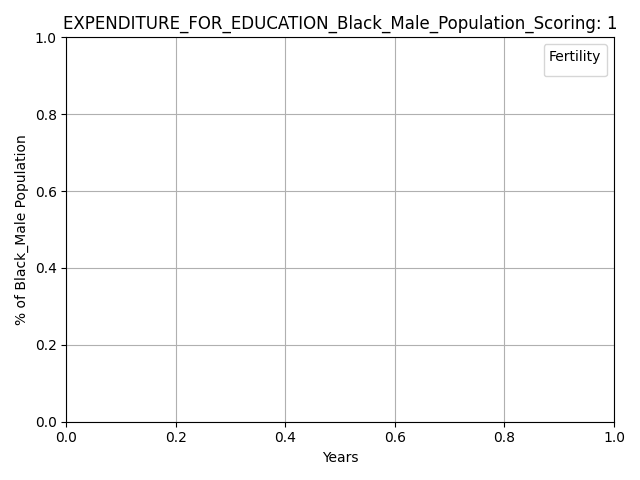 EXPENDITURE_FOR_EDUCATION_Black_Male_Population_Scoring: 1
Fertility
% of Black_Male Population
1.0
0.8
0.6
0.4
0.2
0.0
0.0 0.2 0.4 0.6 0.8 1.0
Years